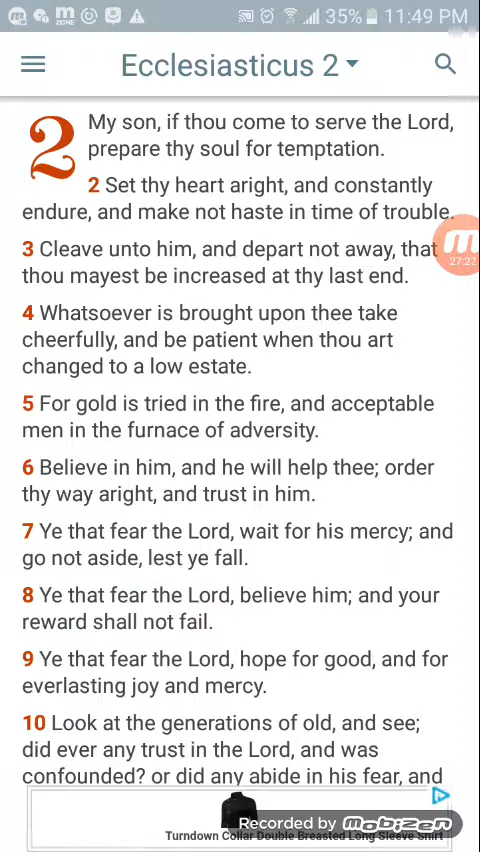 35% 11:49 PM
Ecclesiasticus 2
2 My son, if thou come to serve the Lord,
prepare thy soul for temptation.
2 Set thy heart aright, and constantly
endure, and make not haste in time of trouble.
3 Cleave unto him, and depart not away, that
thou mayest be increased at thy last end.
27:22
4 Whatsoever is brought upon thee take
cheerfully, and be patient when thou art
changed to a low estate.
5 For gold is tried in the fire, and acceptable
men in the furnace of adversity.
6 Believe in him, and he will help thee; order
thy way aright, and trust in him.
7 Ye that fear the Lord, wait for his mercy; and
go not aside, lest ye fall.
8 Ye that fear the Lord, believe him; and your
reward shall not fail.
9 Ye that fear the Lord, hope for good, and for
everlasting joy and mercy.
10 Look at the generations of old, and see;
did ever any trust in the Lord, and was
confounded? or did any abide in his fear, and
Recorded by mobizen
Turndown Collar Double Breasted Long Sleeve Shirt